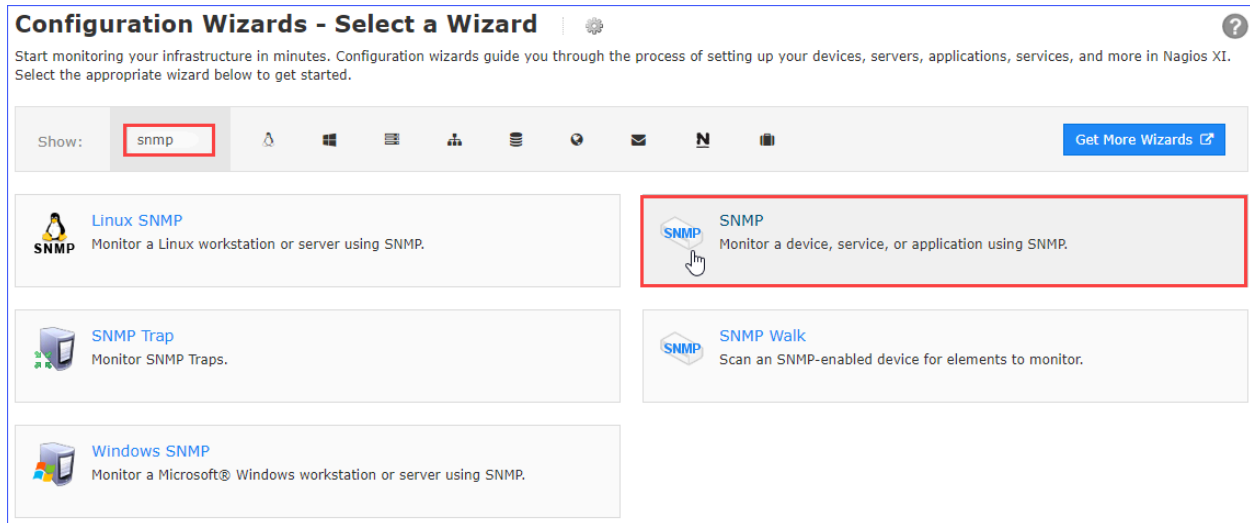 Configuration Wizards - Select a Wizard
Start monitoring your infrastructure in minutes. Configuration wizards guide you through the process of setting up your devices, servers, applications, services, and more in Nagios XI.
Select the appropriate wizard below to get started.
Show: snmp N Get More Wizards
SNMP
Linux SNMP
Monitor a Linux workstation or server using SNMP.
SNMP
SNMP
Monitor a device, service, or application using SNMP.
SNMP Trap
Monitor SNMP Traps.
SNMP
SNMP Walk
Scan an SNMP-enabled device for elements to monitor.
Windows SNMP
Monitor a Microsoft® Windows workstation or server using SNMP.